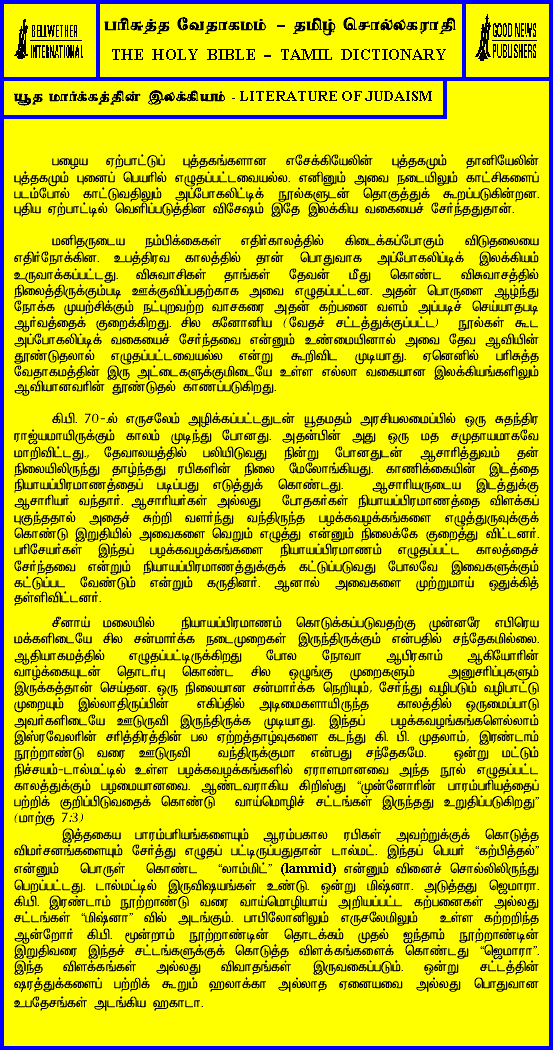 BELLWETHER
INTERNATIONAL
பரிசுத்த வேதாகமம் - தமிழ் சொல்லகராதி
THE HOLY BIBLE - TAMIL DICTIONARY
GOOD NEWS
PUBLISHERS
யூத மார்க்கத்தின் இலக்கியம் - LITERATURE OF JUDAISM
பழைய ஏற்பாட்டுப் புத்தகங்களான எசேக்கியேலின் புத்தகமும் தானியேலின்
புத்தகமும் புனைப் பெயரில் எழுதப்பட்டவையல்ல. எனினும் அவை நடையிலும் காட்சிகளைப்
படம்போல் காட்டுவதிலும் அப்போகலிட்டிக் நூல்களுடன் தொகுத்துக் கூறப்படுகின்றன.
புதிய ஏற்பாட்டில் வெளிப்படுத்தின விசேஷம் இதே இலக்கிய வகையைச் சேர்ந்ததுதான்.
மனிதருடைய நம்பிக்கைகள் எதிர்காலத்தில் கிடைக்கப்போகும் விடுதலையை
எதிர்நோக்கின. உபத்திரவ காலத்தில் தான் பொதுவாக அப்போகலிப்டிக் இலக்கியம்
உருவாக்கப்பட்டது. விசுவாசிகள் தாங்கள் தேவன் மீது கொண்ட விசுவாசத்தில்
நிலைத்திருக்கும்படி ஊக்குவிப்பதற்காக அவை எழுதப்பட்டன. அதன் பொருளை ஆழ்ந்து
நோக்க முயற்சிக்கும் நட்புறவற்ற வாசகரை அதன் கற்பனை வளம் அப்படிச் செய்யாதபடி
ஆர்வத்தைக் குறைக்கிறது. சில கனோனிய (வேதச் சட்டத்துக்குப்பட்ட) நூல்கள் கூட
அப்போகலிப்டிக் வகையைச் சேர்ந்தவை என்னும் உண்மையினால் அவை தேவ ஆவியின்
தூண்டுதலால் எழுதப்பட்டவையல்ல என்று கூறிவிட முடியாது. ஏனெனில் பரிசுத்த
வேதாகமத்தின் இரு அட்டைகளுக்குமிடையே உள்ள எல்லா வகையான இலக்கியங்களிலும்
ஆவியானவரின் தூண்டுதல் காணப்படுகிறது.
கி.பி. 70-ல் எருசலேம் அழிக்கப்பட்டதுடன் யூதமதம் அரசியலமைப்பில் ஒரு சுதந்திர
ராஜ்யமாயிருக்கும் காலம் முடிந்து போனது. அதன்பின் அது ஒரு மத சமுதாயமாகவே
மாறிவிட்டது., தேவாலயத்தில் பலியிடுவது நின்று போனதுடன் ஆசாரித்துவம் தன்
நிலையிலிருந்து தாழ்ந்தது ரபிகளின் நிலை மேலோங்கியது. காணிக்கையின் இடத்தை
நியாயப்பிரமாணத்தைப் படிப்பது எடுத்துக் கொண்டது. ஆசாரியருடைய இடத்துக்கு
ஆசாரியர் வந்தார். ஆசாரியர்கள் அல்லது போதகர்கள் நியாயப்பிரமாணத்தை விளக்கப்
புகுந்ததால் அதைச் சுற்றி வளர்ந்து வந்திருந்த பழக்கவழக்கங்களை எழுத்துருவுக்குக்
கொண்டு இறுதியில் அவைகளை வெறும் எழுத்து என்னும் நிலைக்கே குறைத்து விட்டனர்.
பரிசேயர்கள் இந்தப் பழக்கவழக்கங்களை நியாயப்பிரமாணம் எழுதப்பட்ட காலத்தைச்
சேர்ந்தவை என்றும் நியாயப்பிரமாணத்துக்குக் கட்டுப்படுவது போலவே இவைகளுக்கும்
கட்டுப்பட வேண்டும் என்றும் கருதினர். ஆனால் அவைகளை முற்றுமாய் ஒதுக்கித்
தள்ளிவிட்டனர்.
சீனாய் மலையில் நியாயப்பிரமாணம் கொடுக்கப்படுவதற்கு முன்னரே எபிரெய
மக்களிடையே சில சன்மார்க்க நடைமுறைகள் இருந்திருக்கும் என்பதில் சந்தேகமில்லை.
ஆதியாகமத்தில் எழுதப்பட்டிருக்கிறது போல நோவா ஆபிரகாம் ஆகியோரின்
வாழ்க்கையுடன் தொடர்பு கொண்ட சில ஒழுங்கு முறைகளும் அனுசரிப்புகளும்
இருக்கத்தான் செய்தன. ஒரு நிலையான சன்மார்க்க நெறியும், சேர்ந்து வழிபடும் வழிபாட்டு
முறையும் இல்லாதிருப்பின் எகிப்தில் அடிமைகளாயிருந்த காலத்தில் ஒருமைப்பாடு
அவர்களிடையே ஊடுருவி இருந்திருக்க முடியாது. இந்தப் பழக்கவழங்கங்களெல்லாம்
இஸ்ரவேலரின் சரித்திரத்தின் பல ஏற்றத்தாழ்வுகளை கடந்து கி. பி. முதலாம், இரண்டாம்
நூற்றாண்டு வரை ஊடுருவி வந்திருக்குமா என்பது சந்தேகமே. ஒன்று மட்டும்
நிச்சயம்-டால்மட்டில் உள்ள பழக்கவழக்கங்களில் ஏராளமானவை அந்த நூல் எழுதப்பட்ட
காலத்துக்கும் பழமையானவை. ஆண்டவராகிய கிறிஸ்து “முன்னோரின் பாரம்பரியத்தைப்
பற்றிக் குறிப்பிடுவதைக் கொண்டு வாய்மொழிச் சட்டங்கள் இருந்தது உறுதிப்படுகிறது”
(மாற்கு 7:3)
இத்தகைய பாரம்பரியங்களையும் ஆரம்பகால ரபிகள் அவற்றுக்குக் கொடுத்த
விமர்சனங்களையும் சேர்த்து எழுதப் பட்டிருப்பதுதான் டால்மட். இந்தப் பெயர் “கற்பித்தல்”
என்னும் பொருள் கொண்ட “லாம்மிட்” (lammid) என்னும் வினைச் சொல்லிலிருந்து
பெறப்பட்டது. டால்மட்டில் இருவிஷயங்கள் உண்டு. ஒன்று மிஷ்னா. அடுத்தது ஜெமாரா.
கி.பி. இரண்டாம் நூற்றாண்டு வரை வாய்மொழியாய் அறியப்பட்ட கற்பனைகள் அல்லது
சட்டங்கள் “மிஷ்னா” வில் அடங்கும். பாபிலோனிலும் எருசலேமிலும் உள்ள கற்றறிந்த
ஆன்றோர் கி.பி. மூன்றாம் நூற்றாண்டின் தொடக்கம் முதல் ஐந்தாம் நூற்றாண்டின்
இறுதிவரை இந்தச் சட்டங்களுக்குக் கொடுத்த விளக்கங்களைக் கொண்டது “ஜெமாரா”.
இந்த விளக்கங்கள் அல்லது விவாதங்கள் இருவகைப்படும். ஒன்று சட்டத்தின்
ஷரத்துக்களைப் பற்றிக் கூறும் ஹலாக்கா அல்லாத ஏனையவை அல்லது பொதுவான
உபதேசங்கள் அடங்கிய ஹகாடா.